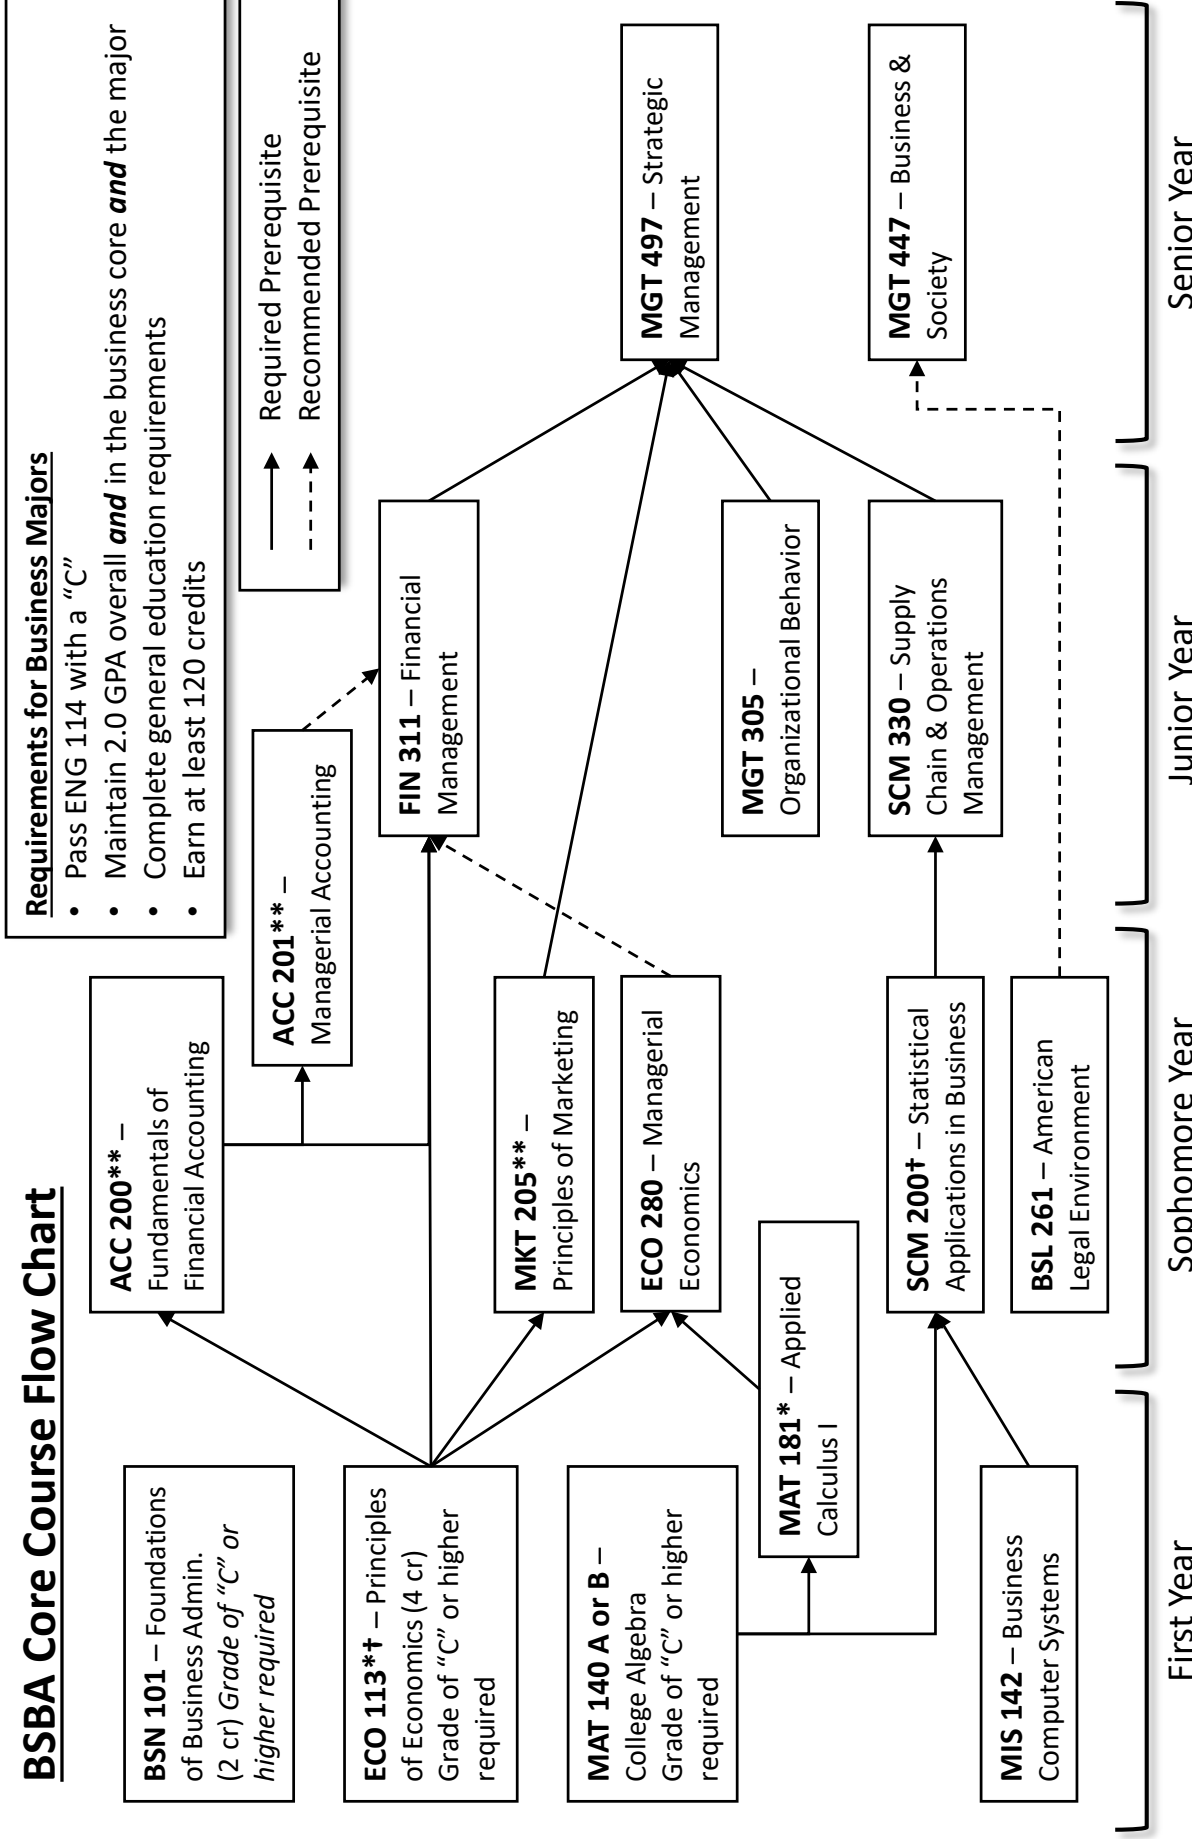 BSBA Core Course Flow Chart
Requirements for Business Majors
• Pass ENG 114 with a “C”
• Maintain 2.0 GPA overall and in the business core and the major
• Complete general education requirements
• Earn at least 120 credits
Required Prerequisite
Recommended Prerequisite
BSN 101 – Foundations
of Business Admin.
(2 cr) Grade of “C” or
higher required
ECO 113*† – Principles
of Economics (4 cr)
Grade of “C” or higher
required
MAT 140 A or B –
College Algebra
Grade of “C” or higher
required
MAT 181* – Applied
Calculus I
MIS 142 – Business
Computer Systems
ACC 200** –
Fundamentals of
Financial Accounting
ACC 201** –
Managerial Accounting
MKT 205** –
Principles of Marketing
ECO 280 – Managerial
Economics
SCM 200† – Statistical
Applications in Business
BSL 261 – American
Legal Environment
FIN 311 – Financial
Management
MGT 305 –
Organizational Behavior
SCM 330 – Supply
Chain & Operations
Management
MGT 497 – Strategic
Management
MGT 447 – Business &
Society
First Year
Sophomore Year
Junior Year
Senior Year